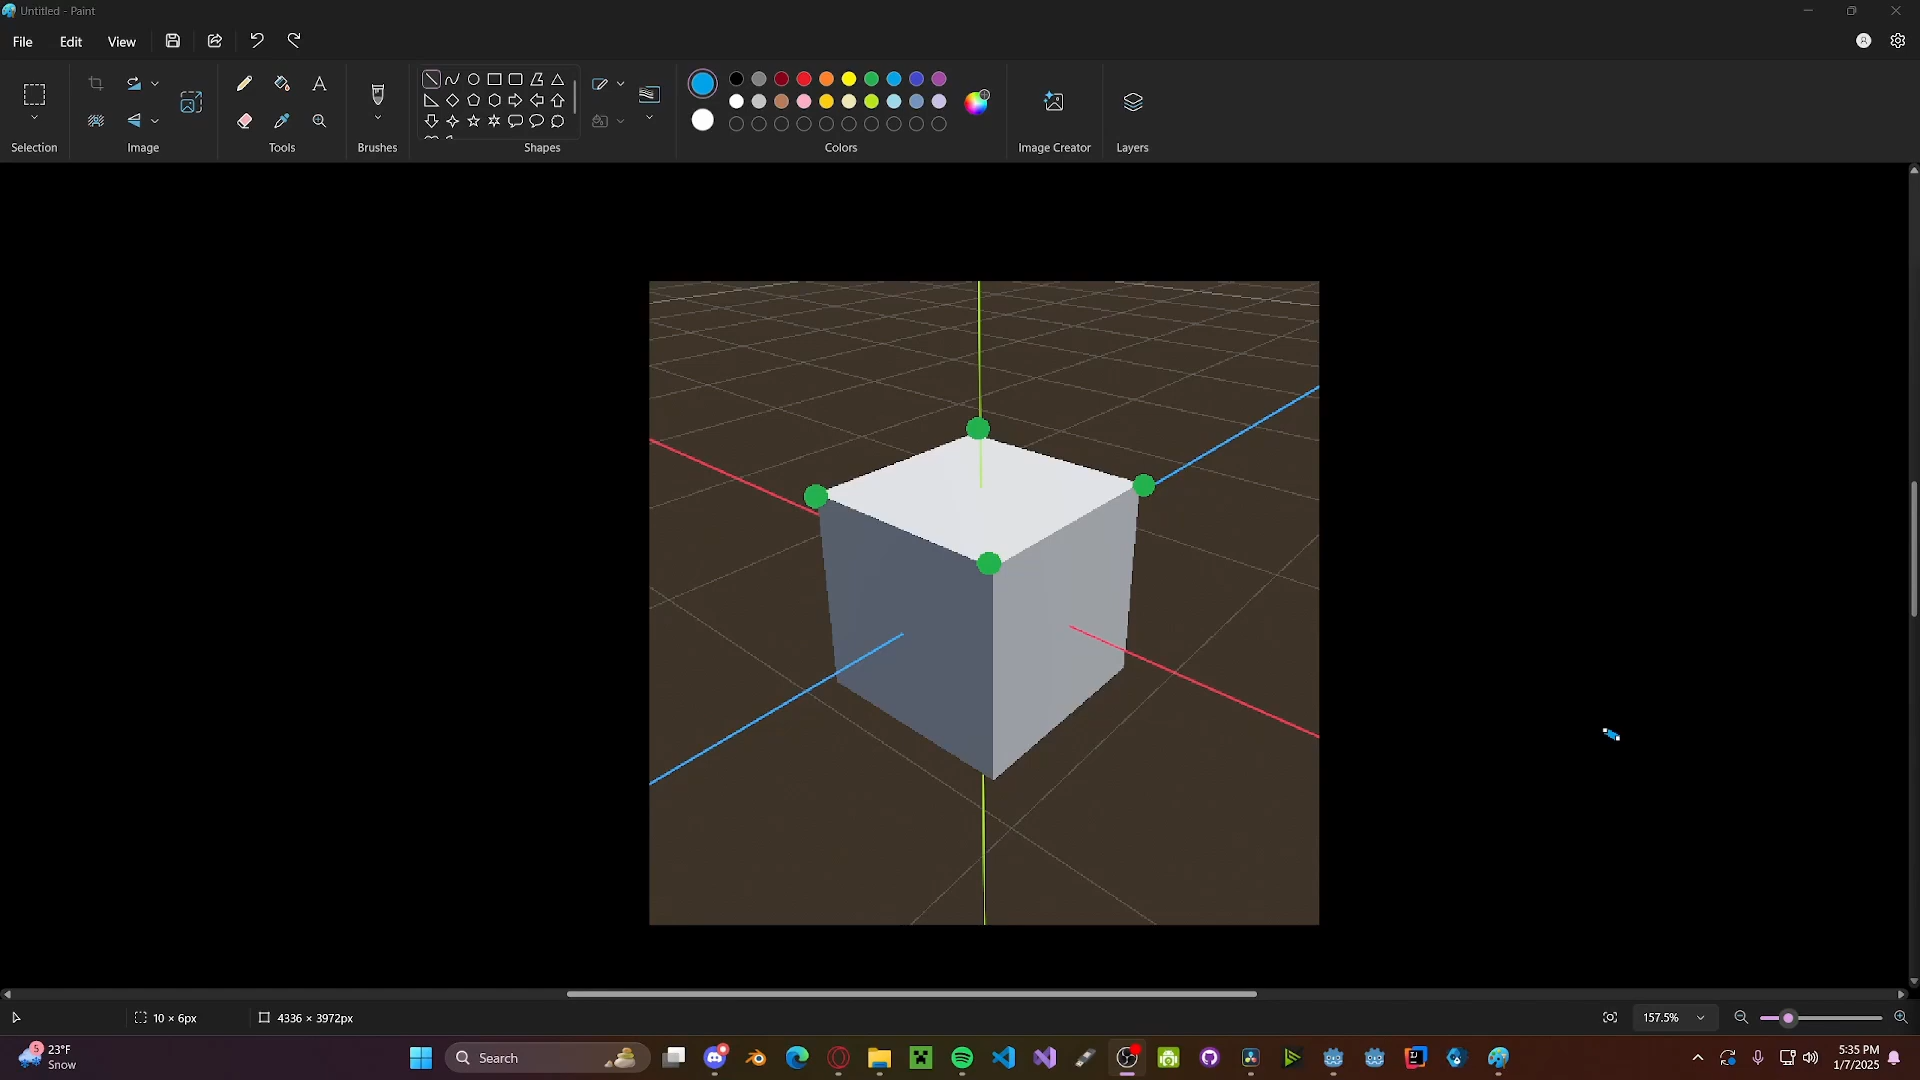 Untitled - Paint
File Edit View
Selection Image Tools Brushes Shapes Colors Image Creator Layers
10 × 6px 4336 × 3972px 157.5%
5 23°F
Snow
Search
5:35 PM
1/7/2025